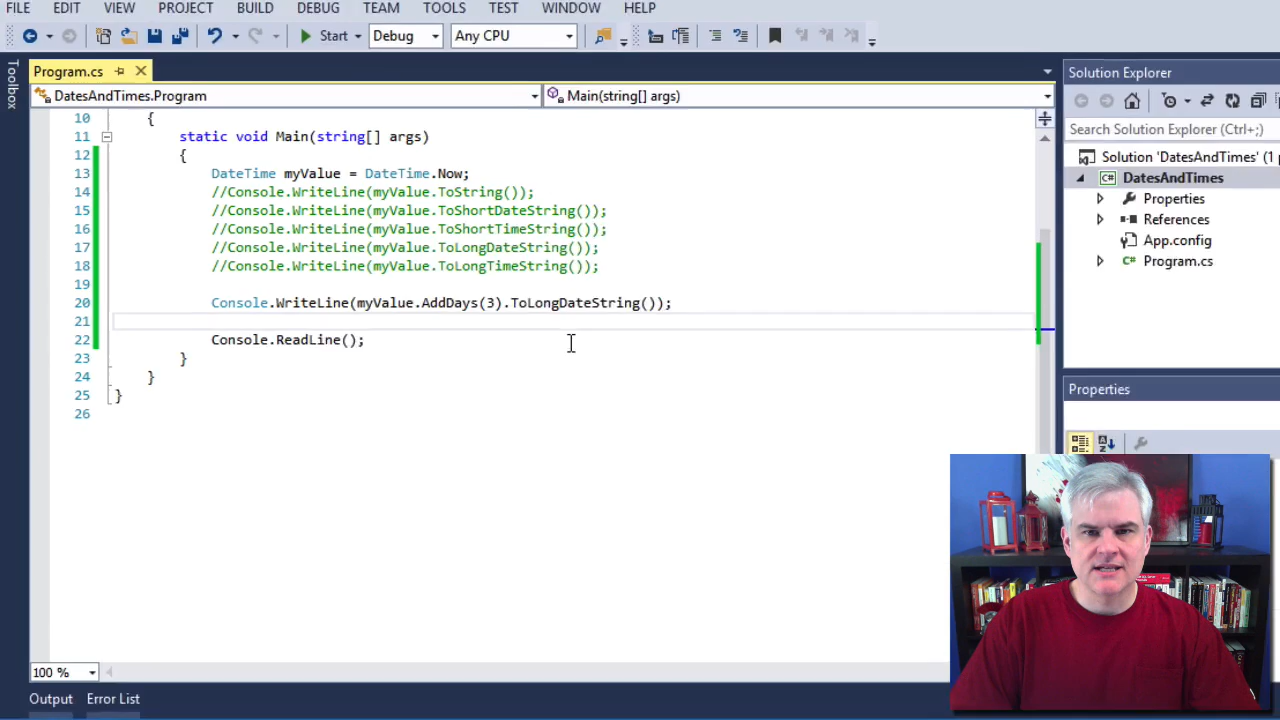 FILE EDIT VIEW PROJECT BUILD DEBUG TEAM TOOLS TEST WINDOW HELP
Start Debug Any CPU
Toolbox
Program.cs
DatesAndTimes.Program Main(string[] args)
10 {
11 static void Main(string[] args)
12 {
13 DateTime myValue = DateTime.Now;
14 //Console.WriteLine(myValue.ToString());
15 //Console.WriteLine(myValue.ToShortDateString());
16 //Console.WriteLine(myValue.ToShortTimeString());
17 //Console.WriteLine(myValue.ToLongDateString());
18 //Console.WriteLine(myValue.ToLongTimeString());
19
20 Console.WriteLine(myValue.AddDays(3).ToLongDateString());
21
22 Console.ReadLine();
23 }
24 }
25 }
26
100 %
Output Error List
Solution Explorer
Search Solution Explorer (Ctrl+;)
Solution 'DatesAndTimes' (1 p
C# DatesAndTimes
Properties
References
App.config
C# Program.cs
Properties